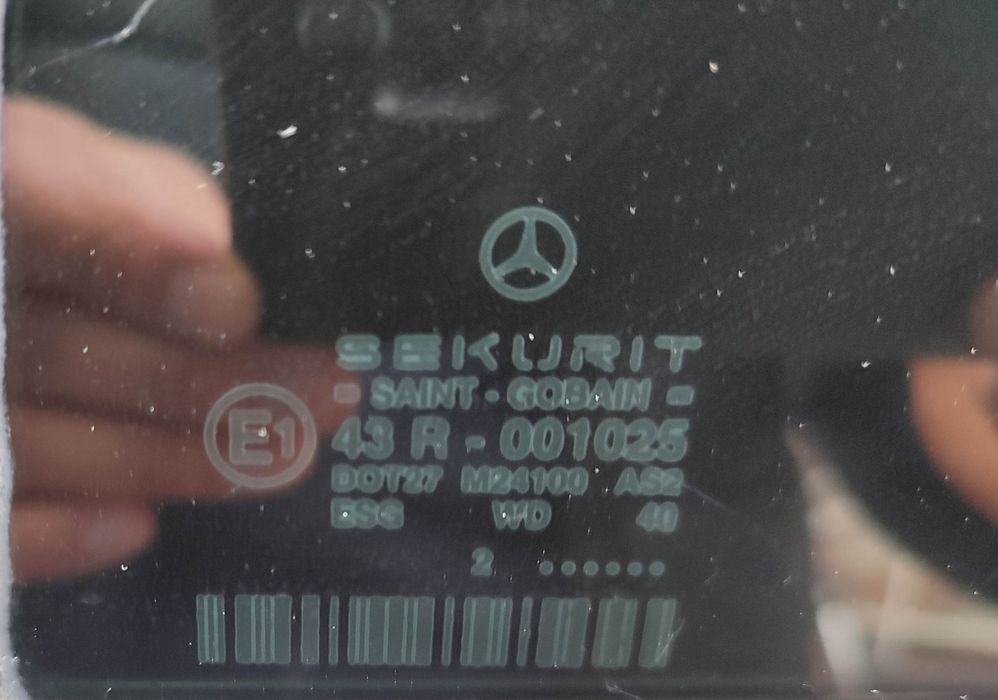 SEKURIT
- SAINT - GOBAIN -
E1 43 R - 001025
DOT27 M24100 AS2
ESG WD 40
2 ······